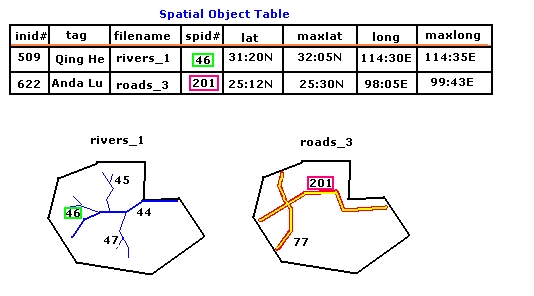 Spatial Object Table
inid# tag filename spid# lat maxlat long maxlong
509 Qing He rivers_1 46 31:20N 32:05N 114:30E 114:35E
622 Anda Lu roads_3 201 25:12N 25:30N 98:05E 99:43E
rivers_1 roads_3
45 201
46 44
47 77